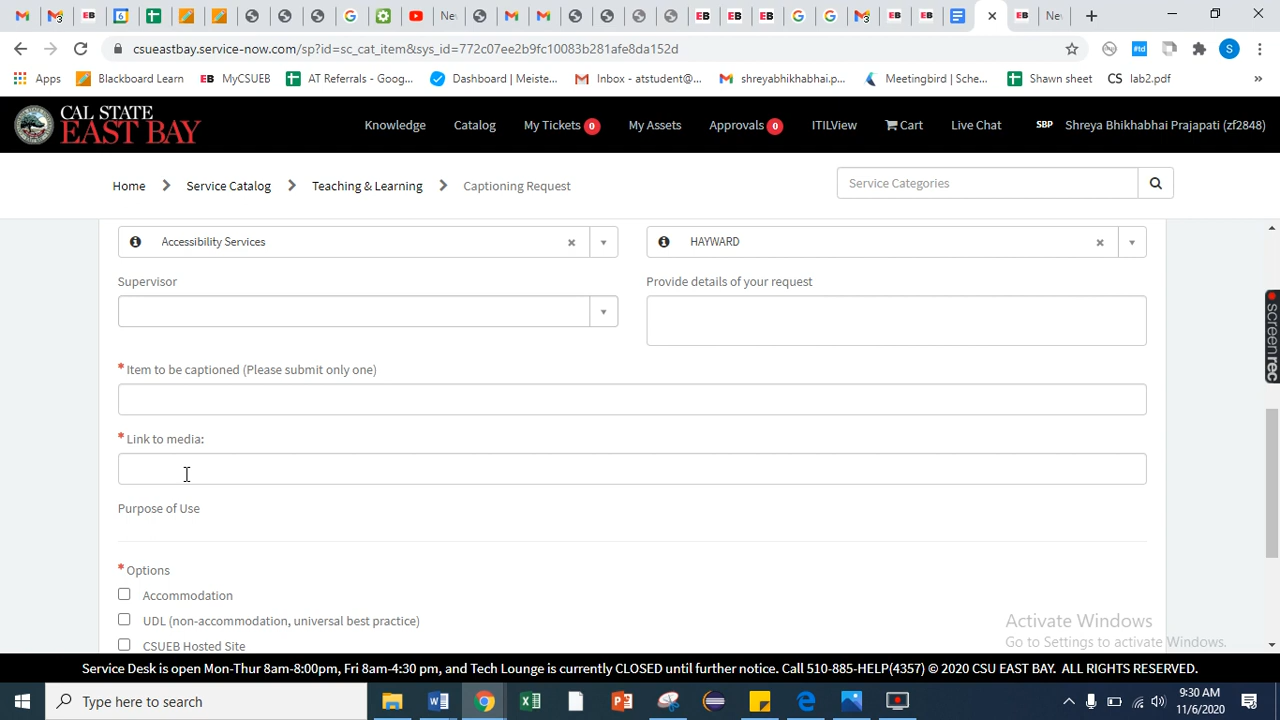 Ne
Ne
csueastbay.service-now.com/sp?id=sc_cat_item&sys_id=772c07ee2b9fc10083b281afe8da152d
S
Apps Blackboard Learn MyCSUEB AT Referrals - Goog... Dashboard | Meiste... Inbox - atstudent@... shreyabhikhabhai.p... Meetingbird | Sche... Shawn sheet CS lab2.pdf »
CAL STATE
EAST BAY
Knowledge Catalog My Tickets 0 My Assets Approvals 0 ITILView Cart Live Chat SBP Shreya Bhikhabhai Prajapati (zf2848)
Home > Service Catalog > Teaching & Learning > Captioning Request
Service Categories
Accessibility Services
HAYWARD
Supervisor
Provide details of your request
* Item to be captioned (Please submit only one)
* Link to media:
Purpose of Use
* Options
Accommodation
UDL (non-accommodation, universal best practice)
CSUEB Hosted Site
Activate Windows
Go to Settings to activate Windows.
screenrec
Service Desk is open Mon-Thur 8am-8:00pm, Fri 8am-4:30 pm, and Tech Lounge is currently CLOSED until further notice. Call 510-885-HELP(4357) © 2020 CSU EAST BAY. ALL RIGHTS RESERVED.
Type here to search
9:30 AM
11/6/2020